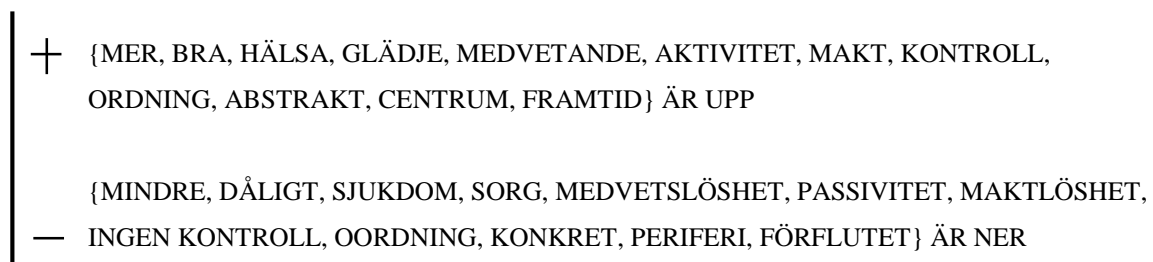 + {MER, BRA, HÄLSA, GLÄDJE, MEDVETANDE, AKTIVITET, MAKT, KONTROLL,
ORDNING, ABSTRAKT, CENTRUM, FRAMTID} ÄR UPP
{MINDRE, DÅLIGT, SJUKDOM, SORG, MEDVETSLÖSHET, PASSIVITET, MAKTLÖSHET,
− INGEN KONTROLL, OORDNING, KONKRET, PERIFERI, FÖRFLUTET} ÄR NER